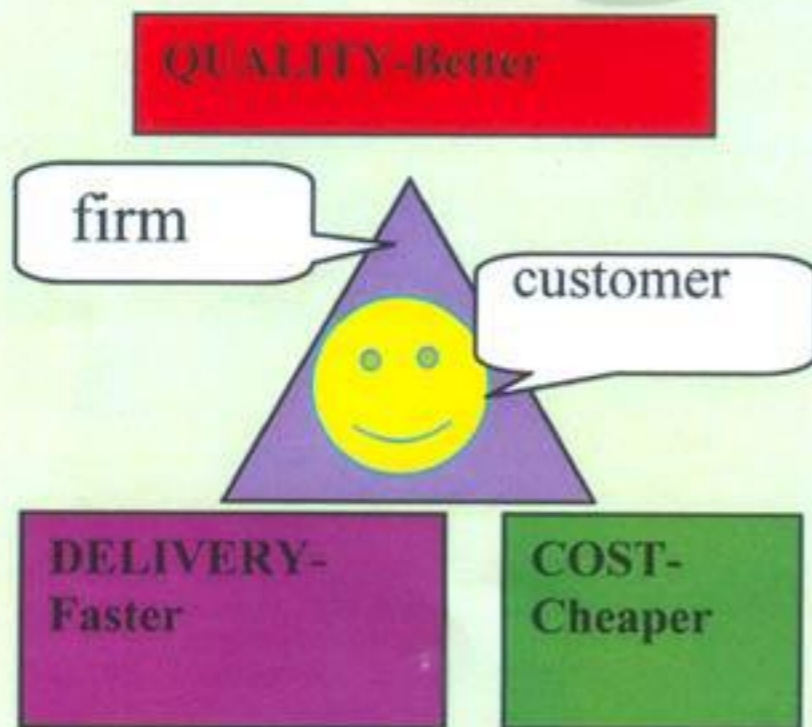 QUALITY-Better
firm
customer
DELIVERY-
Faster
COST-
Cheaper